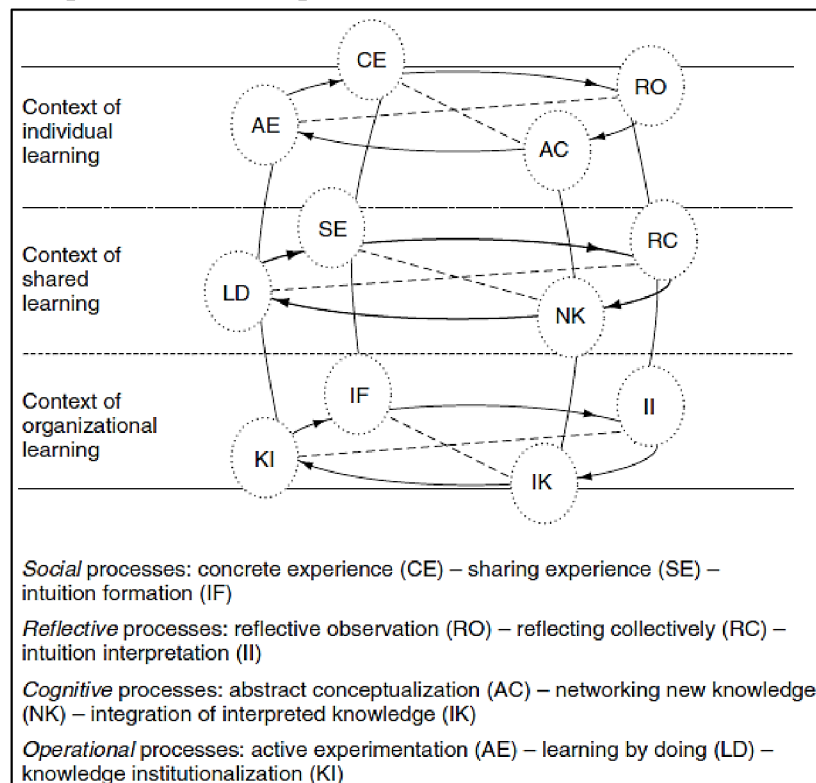 CE
RO
Context of
individual
learning
AE
AC
SE
RC
Context of
shared
learning
LD
NK
IF
II
Context of
organizational
learning
KI
IK
Social processes: concrete experience (CE) – sharing experience (SE) –
intuition formation (IF)
Reflective processes: reflective observation (RO) – reflecting collectively (RC) –
intuition interpretation (II)
Cognitive processes: abstract conceptualization (AC) – networking new knowledge
(NK) – integration of interpreted knowledge (IK)
Operational processes: active experimentation (AE) – learning by doing (LD) –
knowledge institutionalization (KI)